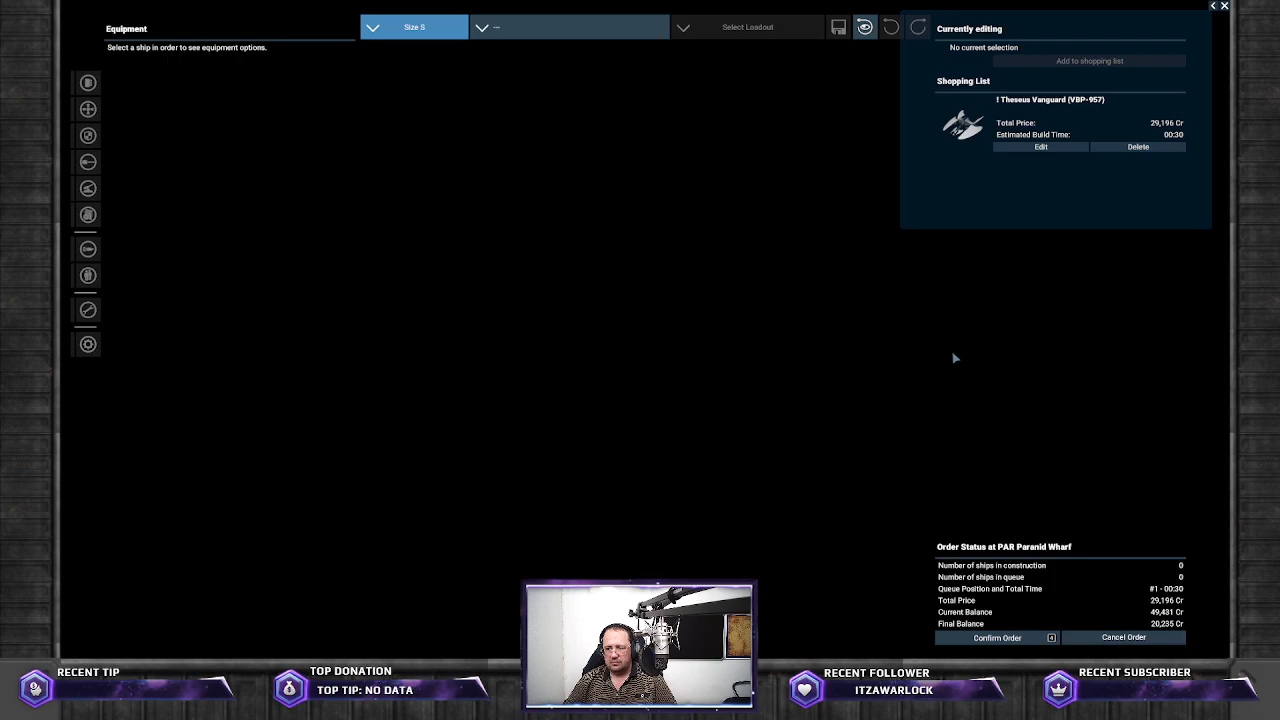 Equipment
Select a ship in order to see equipment options.
Size S
---
Select Loadout
Currently editing
No current selection
Add to shopping list
Shopping List
! Theseus Vanguard (VBP-957)
Total Price: 29,196 Cr
Estimated Build Time: 00:30
Edit Delete
Order Status at PAR Paranid Wharf
Number of ships in construction 0
Number of ships in queue 0
Queue Position and Total Time #1 - 00:30
Total Price 29,196 Cr
Current Balance 49,431 Cr
Final Balance 20,235 Cr
Confirm Order Cancel Order
RECENT TIP
TOP DONATION
TOP TIP: NO DATA
RECENT FOLLOWER
ITZAWARLOCK
RECENT SUBSCRIBER